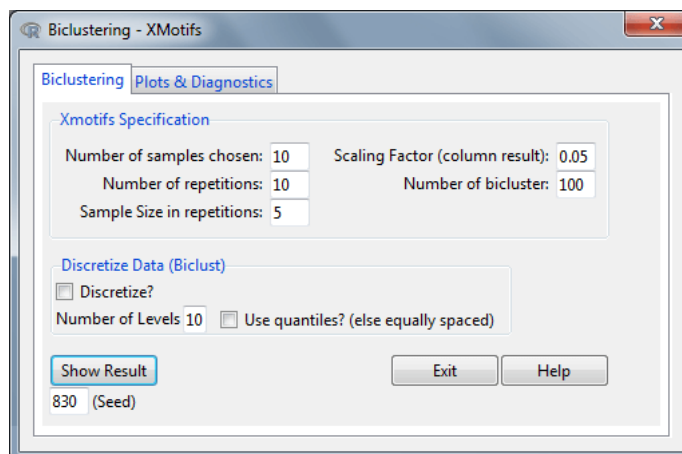 Biclustering - XMotifs
Biclustering Plots & Diagnostics
Xmotifs Specification
Number of samples chosen: 10 Scaling Factor (column result): 0.05
Number of repetitions: 10 Number of bicluster: 100
Sample Size in repetitions: 5
Discretize Data (Biclust)
Discretize?
Number of Levels 10 Use quantiles? (else equally spaced)
Show Result Exit Help
830 (Seed)